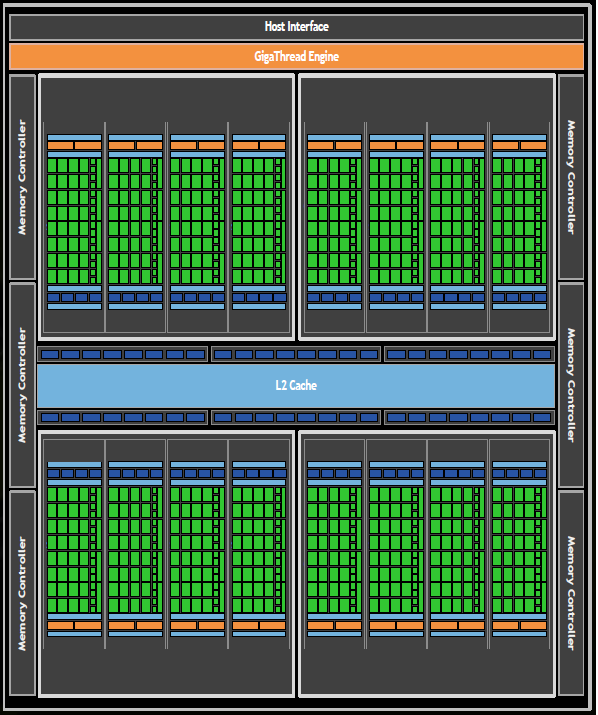 Host Interface
GigaThread Engine
Memory Controller
Memory Controller
Memory Controller
Memory Controller
L2 Cache
Memory Controller
Memory Controller